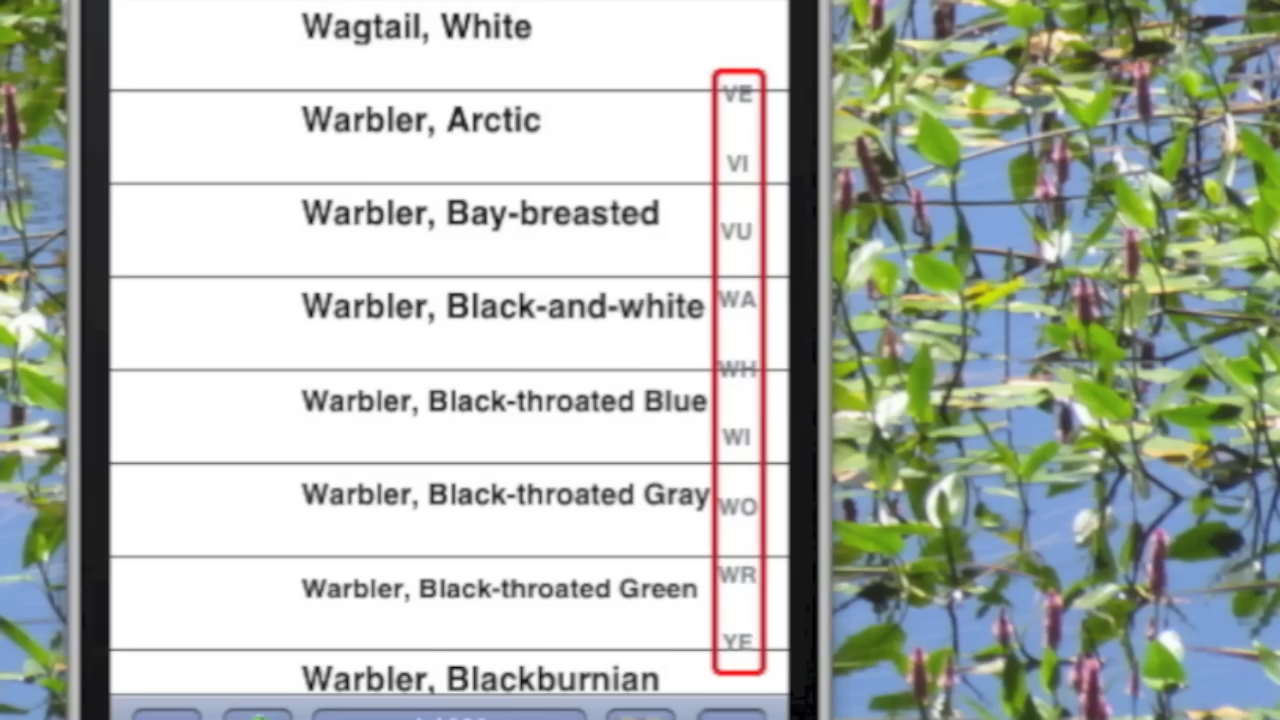 Wagtail, White
VE
Warbler, Arctic
VI
Warbler, Bay-breasted
VU
Warbler, Black-and-white
WA
WH
Warbler, Black-throated Blue
WI
Warbler, Black-throated Gray
WO
WR
Warbler, Black-throated Green
YE
Warbler, Blackburnian